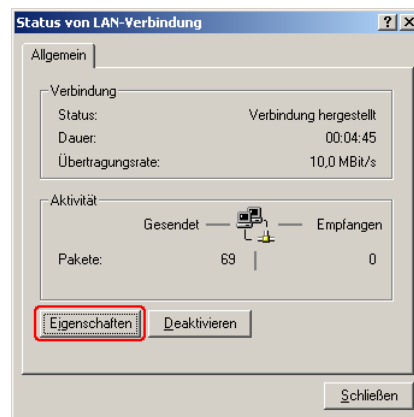 Status von LAN-Verbindung
Allgemein
Verbindung
Status: Verbindung hergestellt
Dauer: 00:04:45
Übertragungsrate: 10,0 MBit/s
Aktivität
Gesendet Empfangen
Pakete: 69 0
Eigenschaften Deaktivieren
Schließen